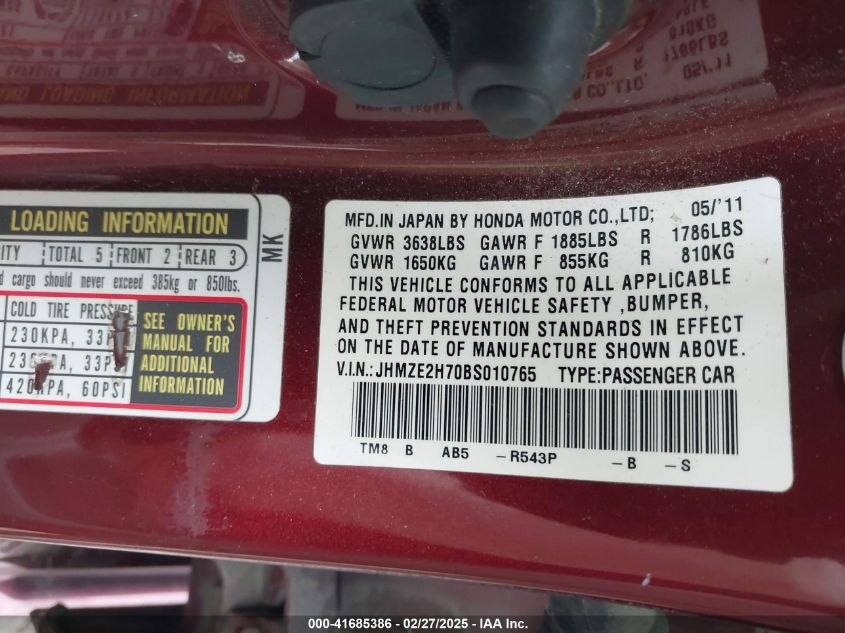 LOADING INFORMATION
TOTAL 5 FRONT 2 REAR 3
cargo should never exceed 385kg or 850lbs.
COLD TIRE PRESSURE
230KPA, 33PSI
33PSI
420KPA, 60PSI
SEE OWNER'S
MANUAL FOR
ADDITIONAL
INFORMATION
MK
MFD.IN JAPAN BY HONDA MOTOR CO.,LTD; 05/'11
GVWR 3638LBS GAWR F 1885LBS R 1786LBS
GVWR 1650KG GAWR F 855KG R 810KG
THIS VEHICLE CONFORMS TO ALL APPLICABLE
FEDERAL MOTOR VEHICLE SAFETY ,BUMPER,
AND THEFT PREVENTION STANDARDS IN EFFECT
ON THE DATE OF MANUFACTURE SHOWN ABOVE.
V.I.N.: JHMZE2H70BS010765 TYPE:PASSENGER CAR
TM8 B AB5 -R543P -B -S
000-41685386 - 02/27/2025 - IAA, Inc.